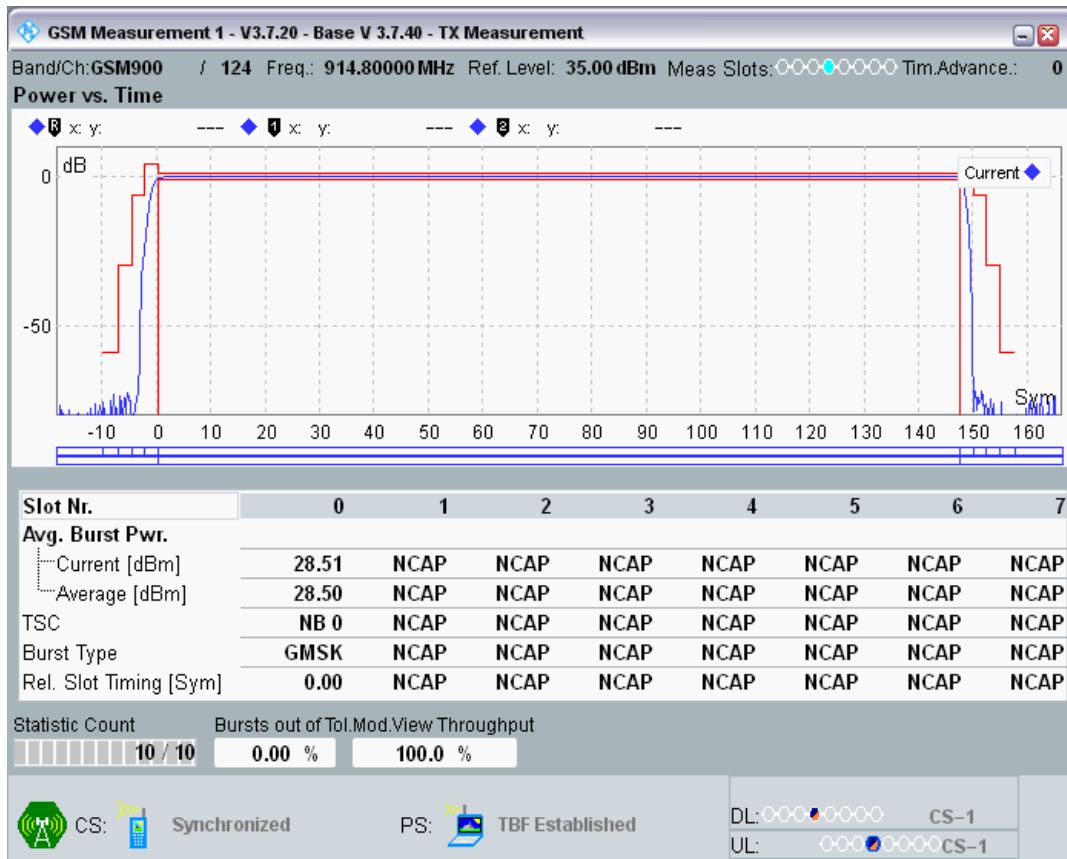 GSM Measurement 1 - V3.7.20 - Base V 3.7.40 - TX Measurement
Band/Ch:GSM900 / 124 Freq.: 914.80000 MHz Ref. Level: 35.00 dBm Meas Slots: Tim.Advance.: 0
Power vs. Time
R x: y: --- 1 x: y: --- 2 x: y: ---
dB
Current
0
-50
Sym
-10 0 10 20 30 40 50 60 70 80 90 100 110 120 130 140 150 160
Slot Nr. 0 1 2 3 4 5 6 7
Avg. Burst Pwr.
Current [dBm] 28.51 NCAP NCAP NCAP NCAP NCAP NCAP NCAP
Average [dBm] 28.50 NCAP NCAP NCAP NCAP NCAP NCAP NCAP
TSC NB 0 NCAP NCAP NCAP NCAP NCAP NCAP NCAP
Burst Type GMSK NCAP NCAP NCAP NCAP NCAP NCAP NCAP
Rel. Slot Timing [Sym] 0.00 NCAP NCAP NCAP NCAP NCAP NCAP NCAP
Statistic Count Bursts out of Tol. Mod.View Throughput
10 / 10 0.00 % 100.0 %
CS: Synchronized PS: TBF Established
DL: CS-1
UL: CS-1